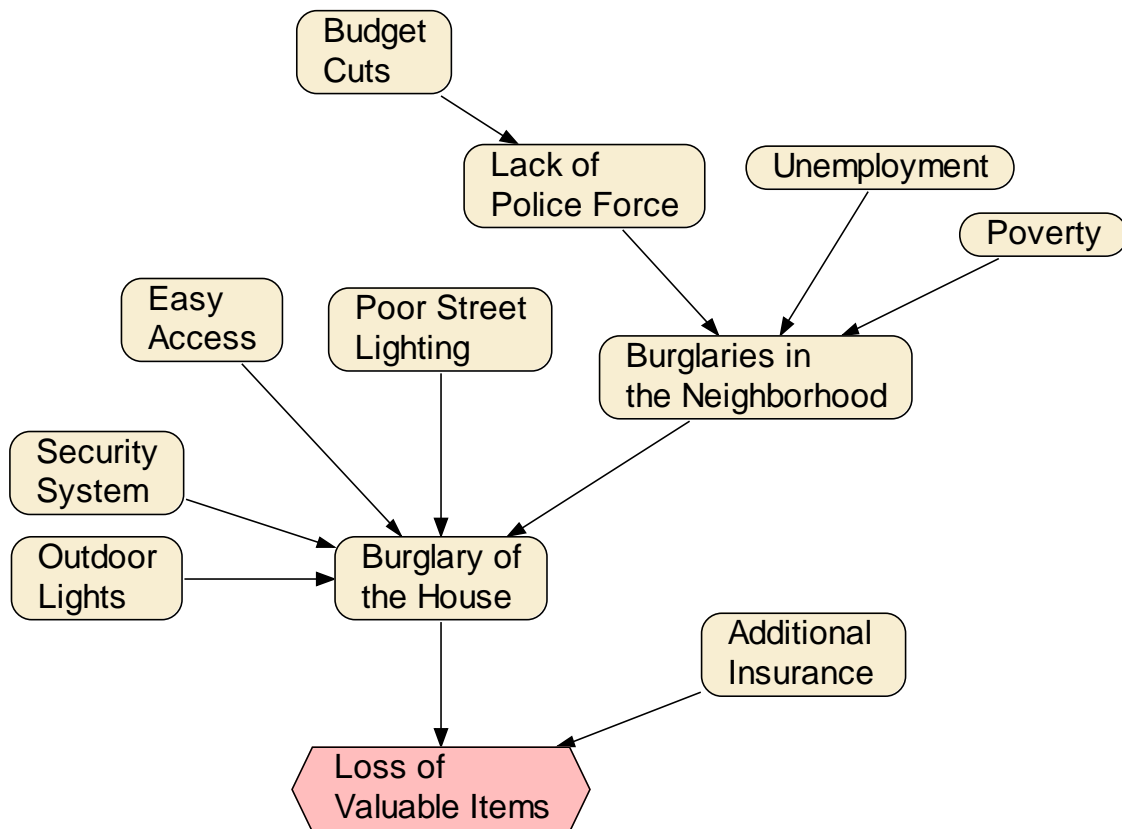 Budget
Cuts
Lack of
Police Force
Unemployment
Poverty
Easy
Access
Poor Street
Lighting
Burglaries in
the Neighborhood
Security
System
Outdoor
Lights
Burglary of
the House
Additional
Insurance
Loss of
Valuable Items